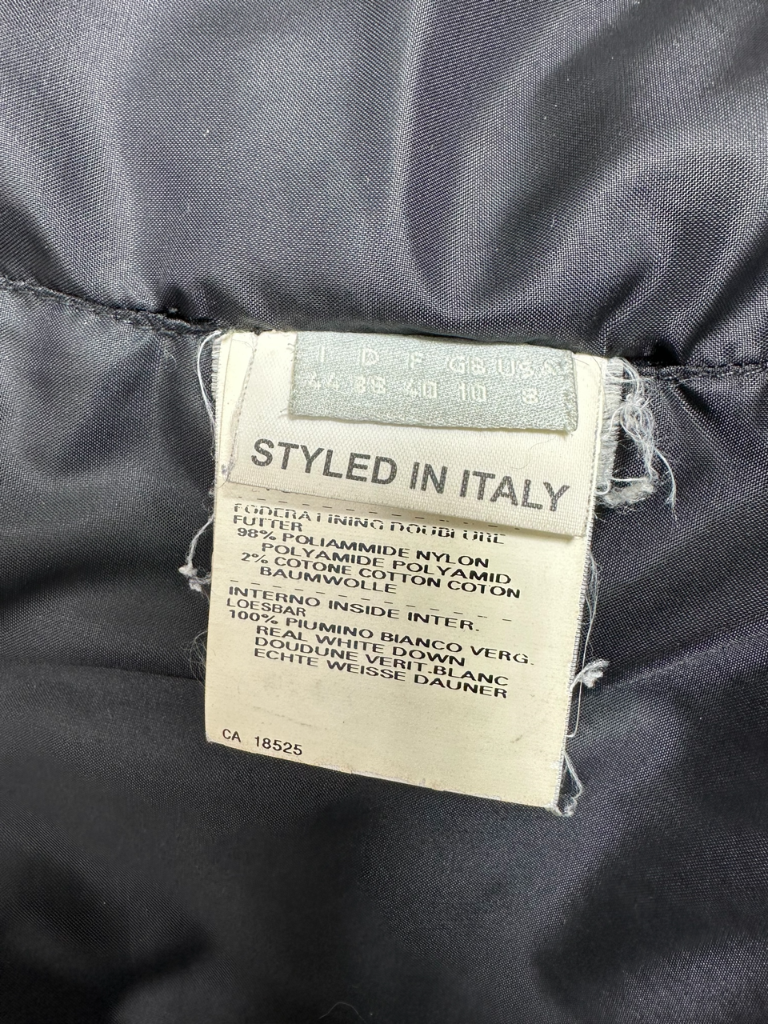 I D F GB USA
44 38 40 10 8
STYLED IN ITALY
FODERA LINING DOUBLURE
FUTTER
98% POLIAMMIDE NYLON
POLYAMIDE POLYAMID
2% COTONE COTTON COTON
BAUMWOLLE
INTERNO INSIDE INTER.
LOESBAR
100% PIUMINO BIANCO VERG.
REAL WHITE DOWN
DOUDUNE VERIT.BLANC
ECHTE WEISSE DAUNER
CA 18525